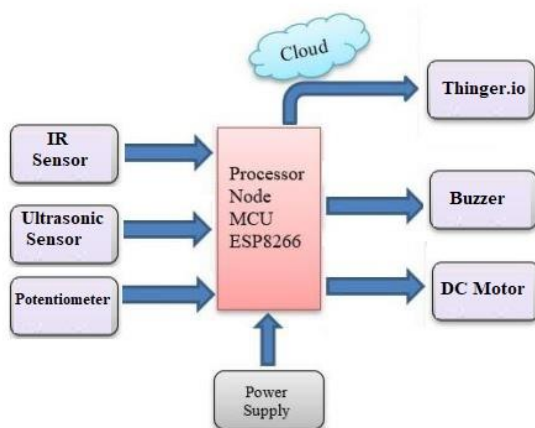 Cloud
Thinger.io
IR
Sensor
Processor
Node
MCU
ESP8266
Buzzer
Ultrasonic
Sensor
Potentiometer
DC Motor
Power
Supply